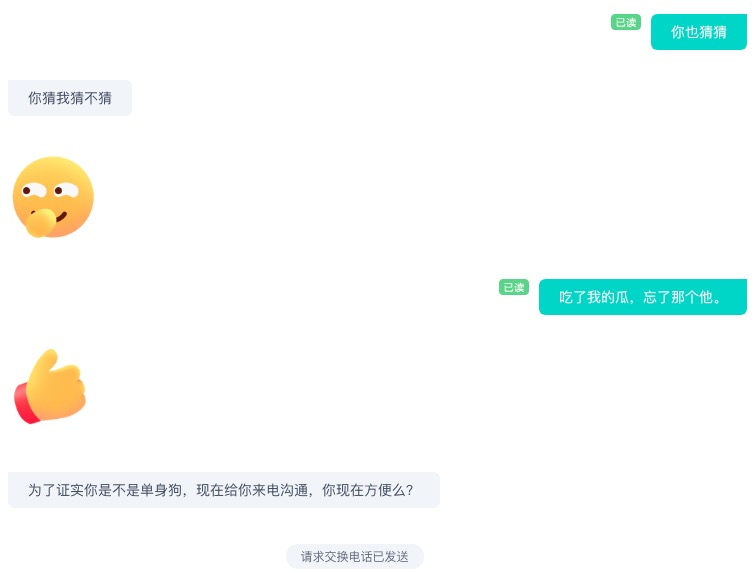 已读
你也猜猜
你猜我猜不猜
已读
吃了我的瓜，忘了那个他。
为了证实你是不是单身狗，现在给你来电沟通，你现在方便么？
请求交换电话已发送